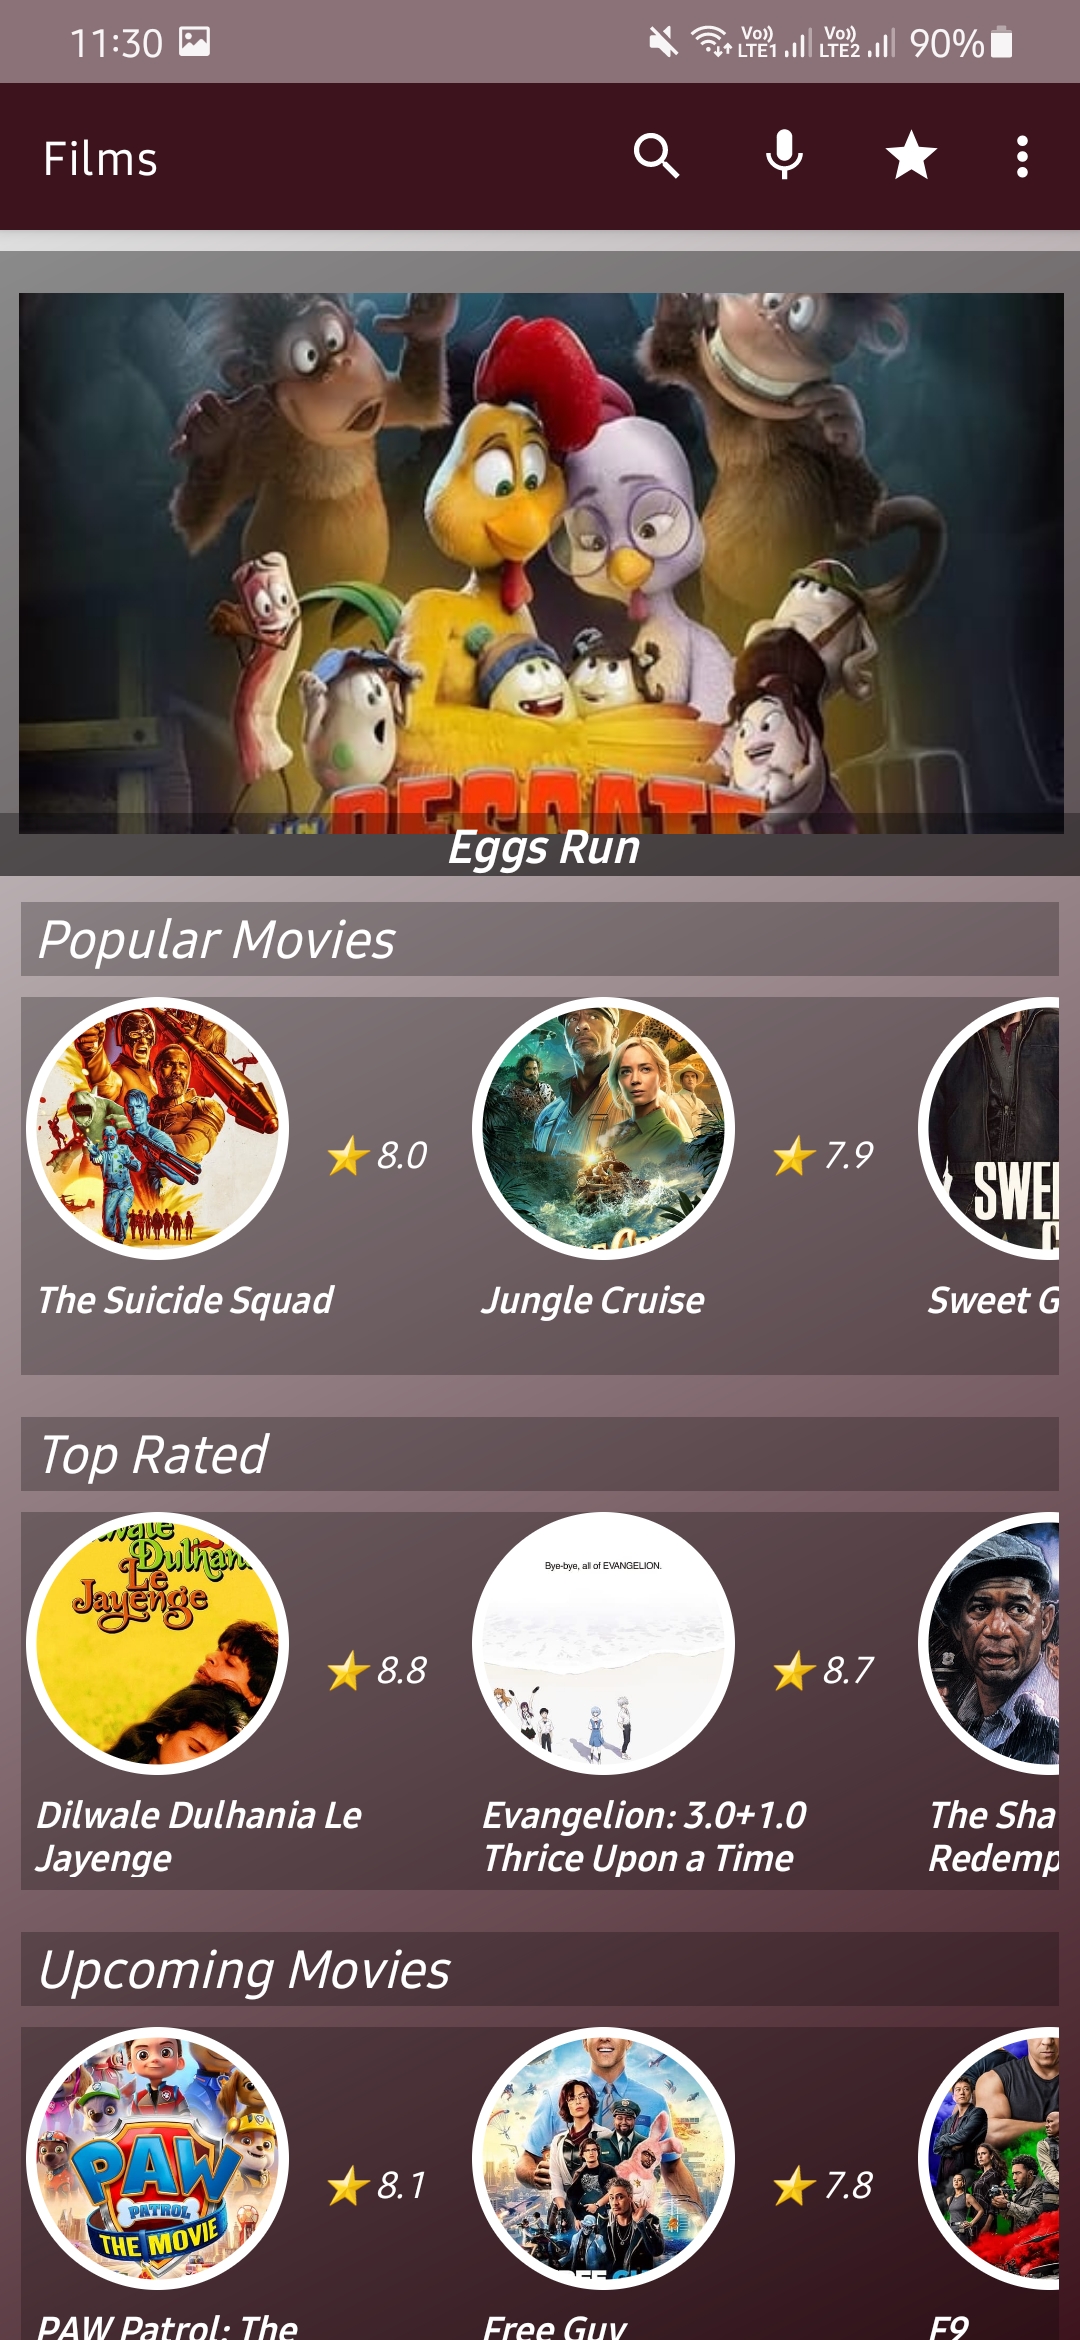 11:30
Vo)) LTE1 Vo)) LTE2 90%
Films
RESCATE
Eggs Run
Popular Movies
SWEE
8.0
7.9
The Suicide Squad
Jungle Cruise
Sweet G
Top Rated
Dulhan
Le
Jayenge
Bye-bye, all of EVANGELION.
8.8
8.7
Dilwale Dulhania Le
Jayenge
Evangelion: 3.0+1.0
Thrice Upon a Time
The Sha
Redemp
Upcoming Movies
PAW
PATROL
THE MOVIE
8.1
7.8
PAW Patrol: The
Free Guy
F9